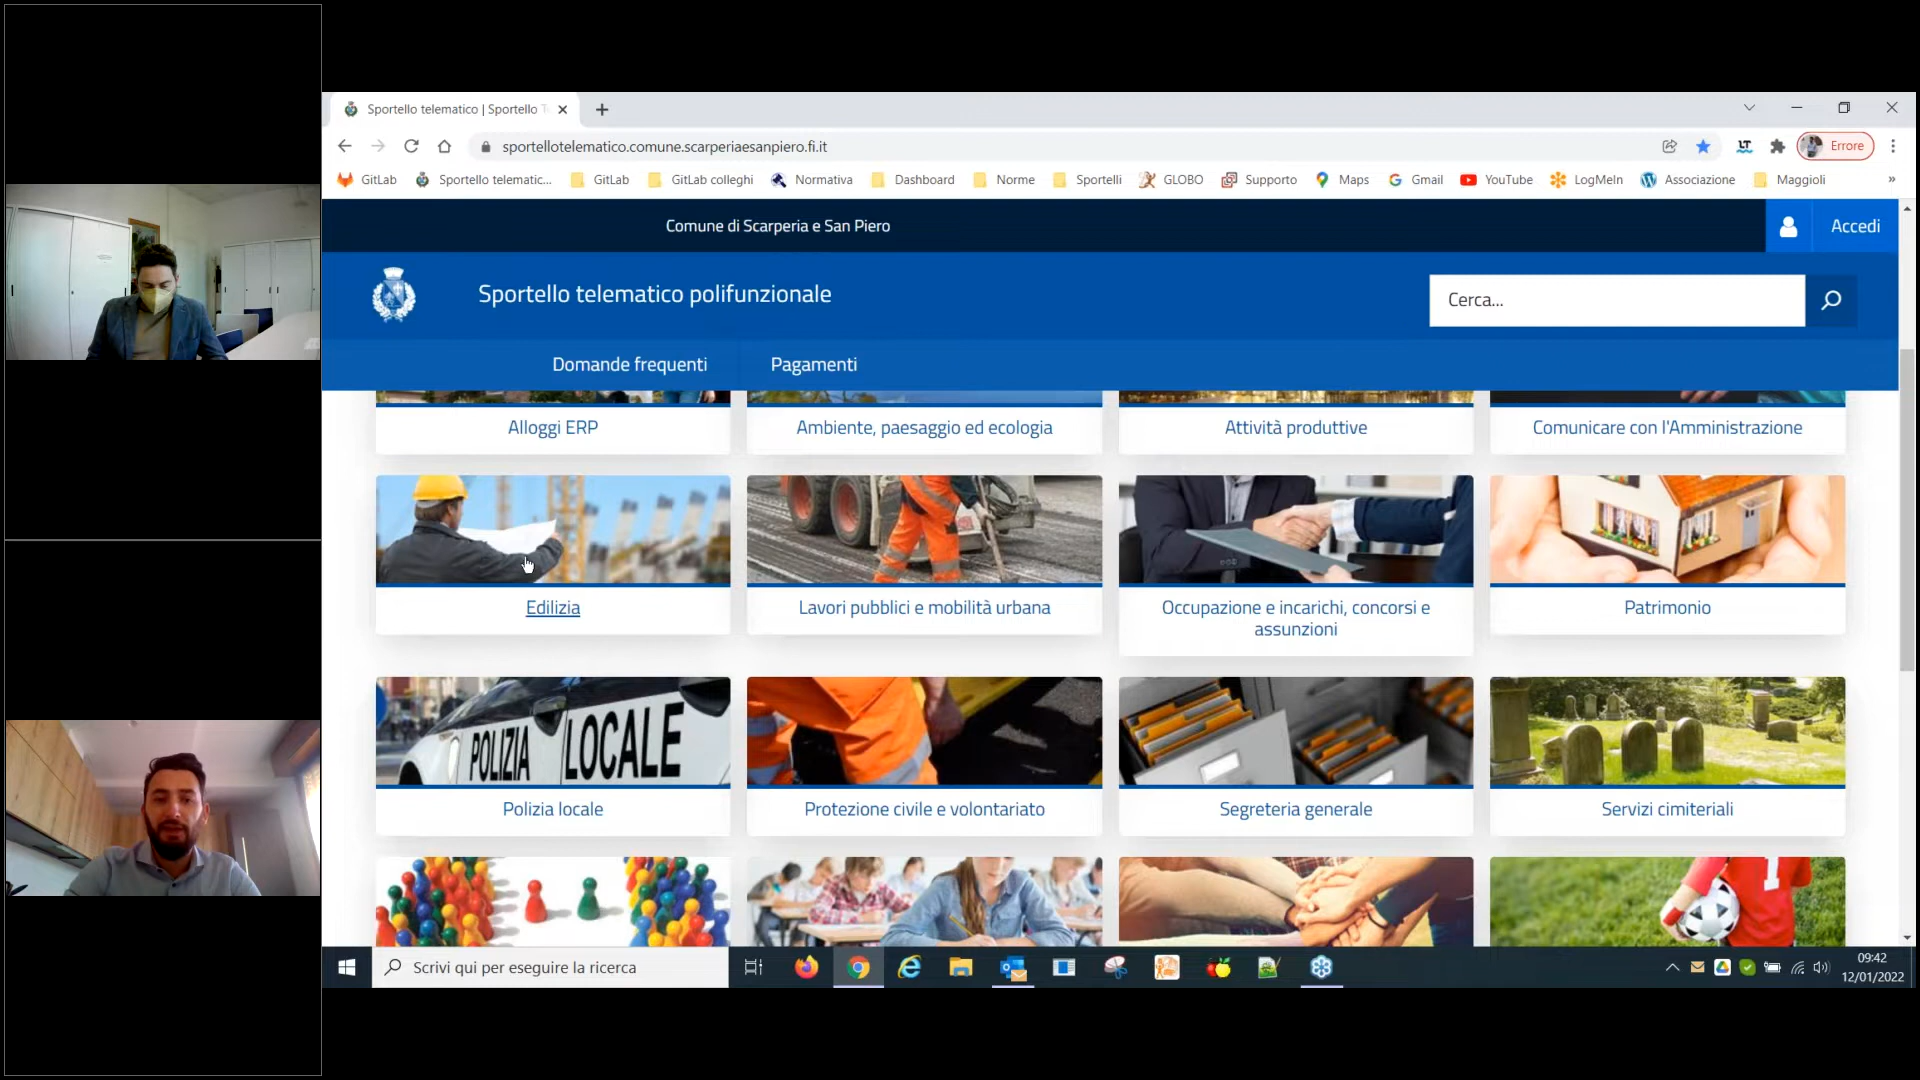 Sportello telematico | Sportello T
sportellotelematico.comune.scarperiaesanpiero.fi.it
Errore
GitLab
Sportello telematic...
GitLab
GitLab colleghi
Normativa
Dashboard
Norme
Sportelli
GLOBO
Supporto
Maps
Gmail
YouTube
LogMeIn
Associazione
Maggioli
»
Comune di Scarperia e San Piero
Accedi
Sportello telematico polifunzionale
Cerca...
Domande frequenti
Pagamenti
Alloggi ERP
Ambiente, paesaggio ed ecologia
Attività produttive
Comunicare con l'Amministrazione
Edilizia
Lavori pubblici e mobilità urbana
Occupazione e incarichi, concorsi e
assunzioni
Patrimonio
POLIZIA LOCALE
Polizia locale
Protezione civile e volontariato
Segreteria generale
Servizi cimiteriali
1
Scrivi qui per eseguire la ricerca
09:42
12/01/2022